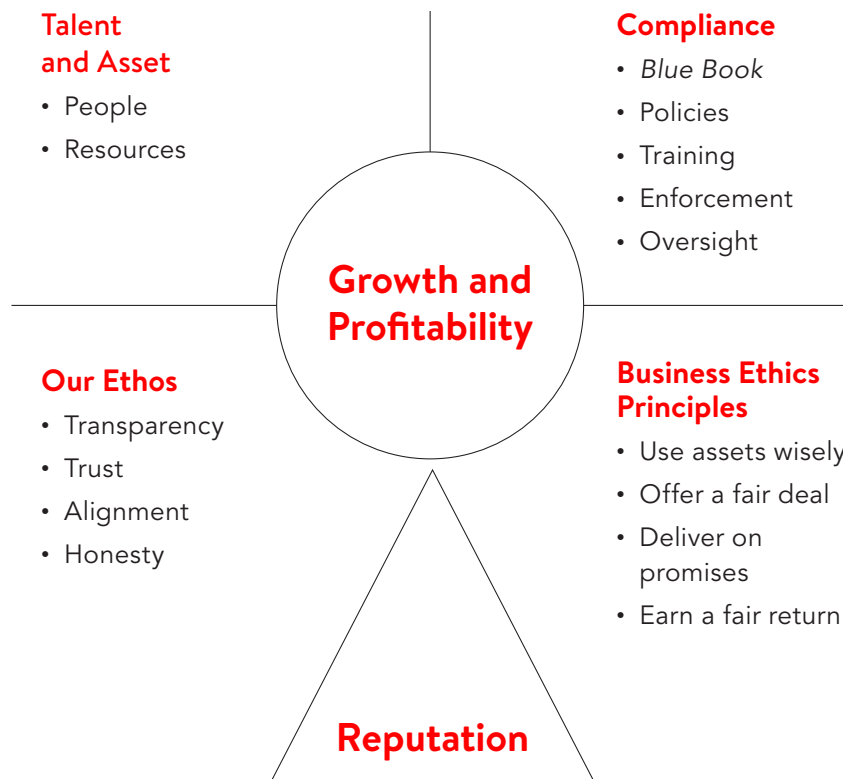 Talent
and Asset
• People
• Resources
Compliance
• Blue Book
• Policies
• Training
• Enforcement
• Oversight
Growth and
Profitability
Our Ethos
• Transparency
• Trust
• Alignment
• Honesty
Business Ethics
Principles
• Use assets wisely
• Offer a fair deal
• Deliver on
promises
• Earn a fair return
Reputation